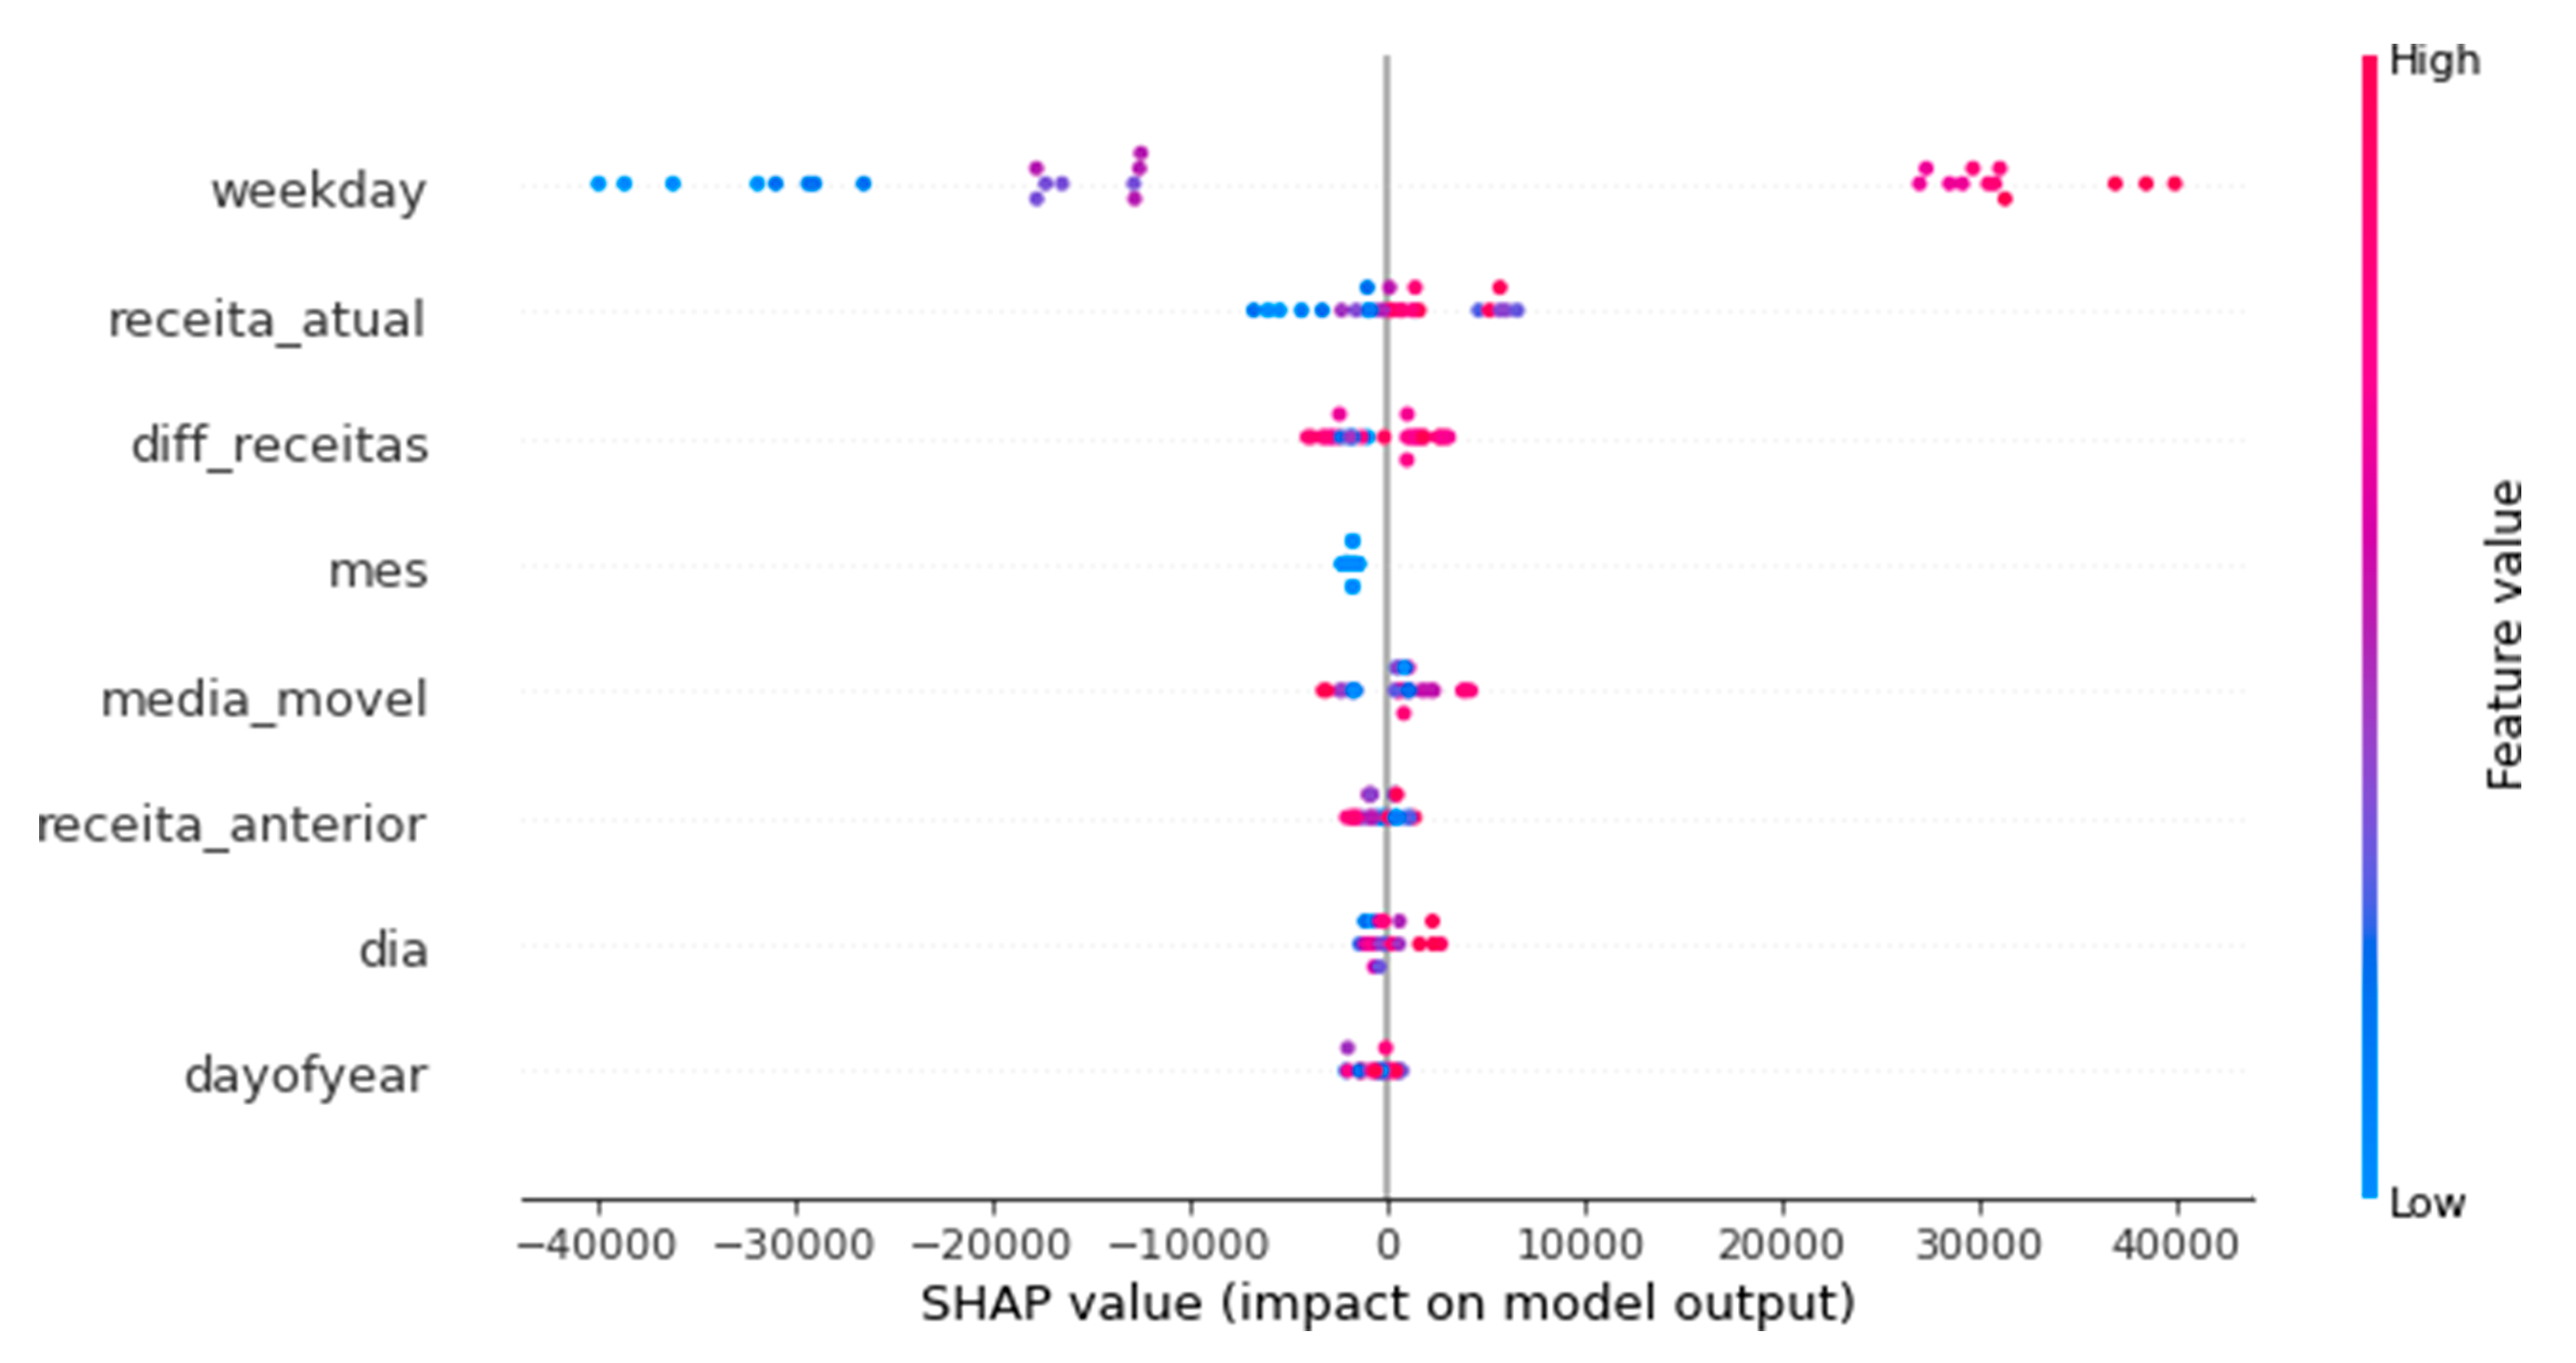 High
weekday
receita_atual
diff_receitas
mes
media_movel
receita_anterior
dia
dayofyear
Feature value
Low
−40000 −30000 −20000 −10000 0 10000 20000 30000 40000
SHAP value (impact on model output)